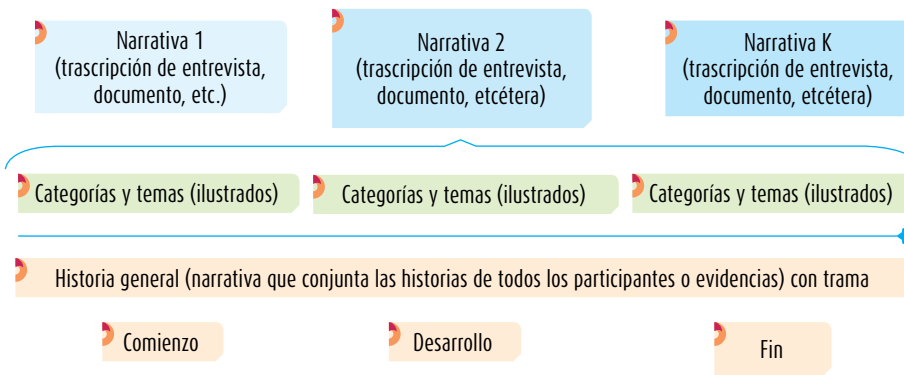 Narrativa 1
(trascripción de entrevista,
documento, etc.)
Narrativa 2
(trascripción de entrevista,
documento, etcétera)
Narrativa K
(trascripción de entrevista,
documento, etcétera)
Categorías y temas (ilustrados)
Categorías y temas (ilustrados)
Categorías y temas (ilustrados)
Historia general (narrativa que conjunta las historias de todos los participantes o evidencias) con trama
Comienzo
Desarrollo
Fin